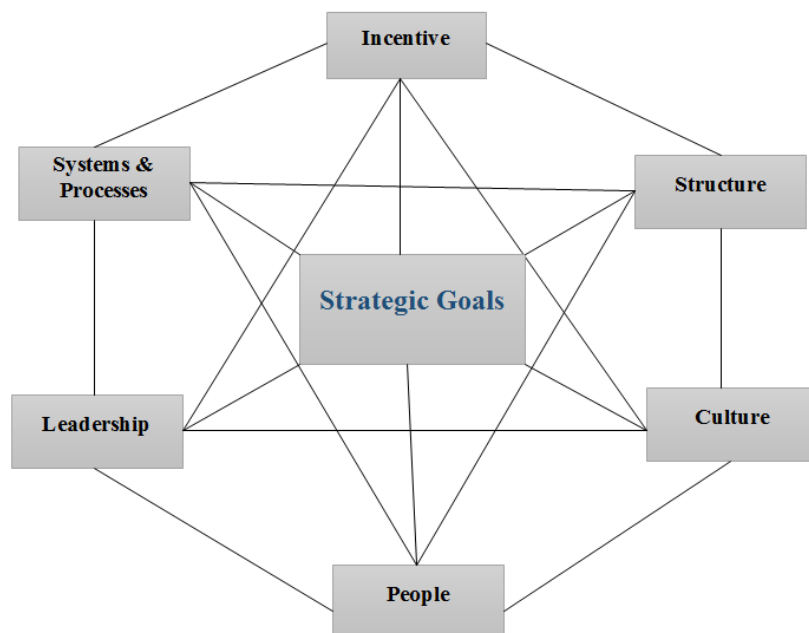 Incentive
Systems &
Processes
Structure
Strategic Goals
Leadership
Culture
People